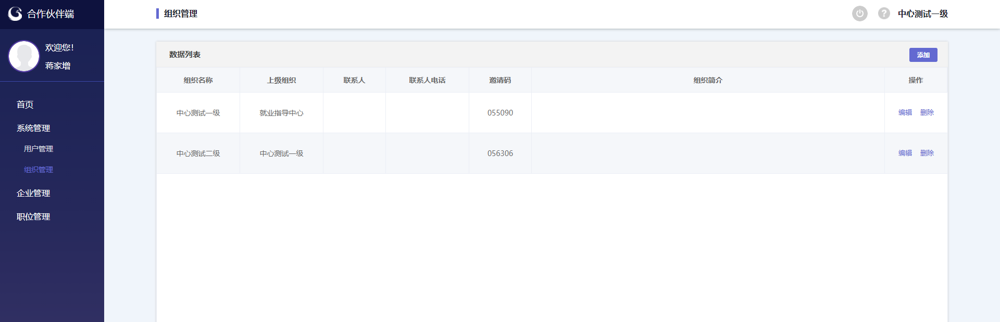 合作伙伴端
组织管理
中心测试一级
欢迎您!
蒋家增
首页
系统管理
用户管理
组织管理
企业管理
职位管理
数据列表
添加
组织名称 上级组织 联系人 联系人电话 邀请码 组织简介 操作
中心测试一级 就业指导中心 055090 编辑 删除
中心测试二级 中心测试一级 056306 编辑 删除